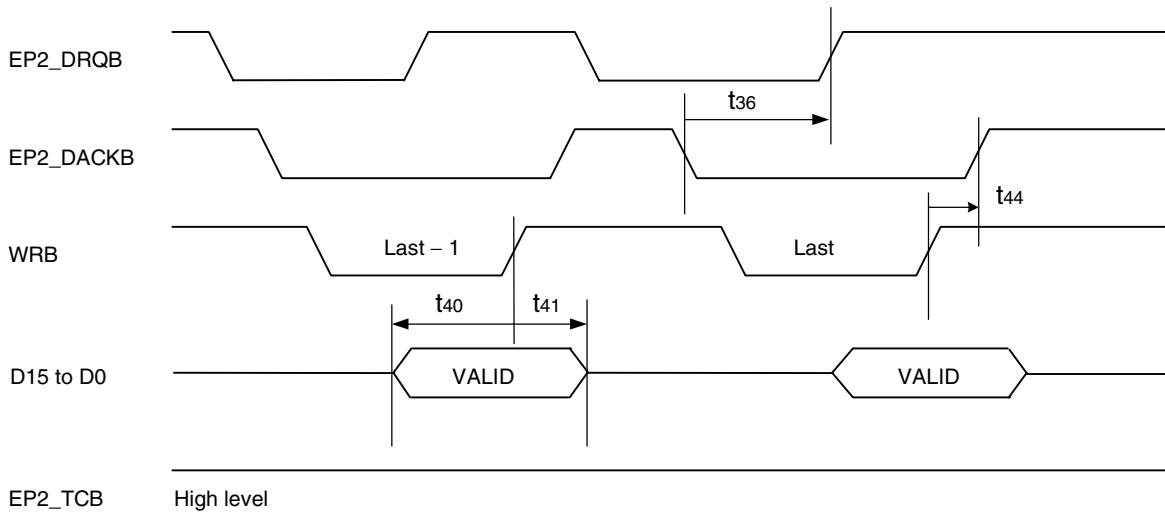 EP2_DRQB
t36
EP2_DACKB
t44
WRB
Last – 1
Last
t40
t41
D15 to D0
VALID
VALID
EP2_TCB
High level